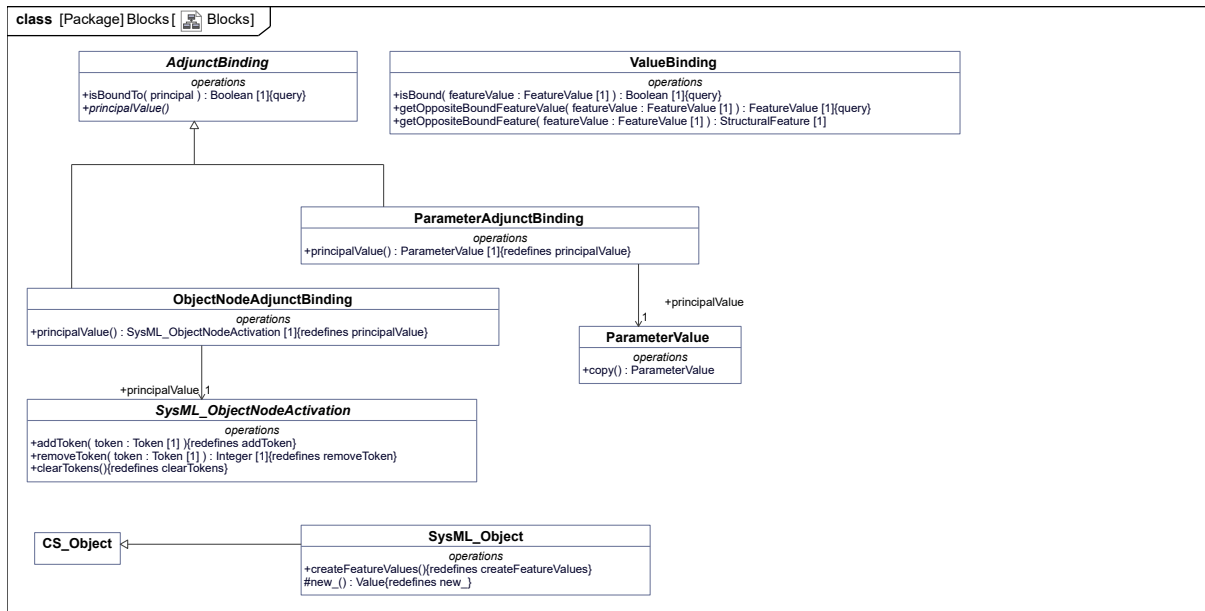 class [Package] Blocks [ Blocks]
AdjunctBinding
operations
+isBoundTo( principal ) : Boolean [1]{query}
+principalValue()
ValueBinding
operations
+isBound( featureValue : FeatureValue [1] ) : Boolean [1]{query}
+getOppositeBoundFeatureValue( featureValue : FeatureValue [1] ) : FeatureValue [1]{query}
+getOppositeBoundFeature( featureValue : FeatureValue [1] ) : StructuralFeature [1]
ParameterAdjunctBinding
operations
+principalValue() : ParameterValue [1]{redefines principalValue}
ObjectNodeAdjunctBinding
operations
+principalValue() : SysML_ObjectNodeActivation [1]{redefines principalValue}
+principalValue
1
ParameterValue
operations
+copy() : ParameterValue
+principalValue 1
SysML_ObjectNodeActivation
operations
+addToken( token : Token [1] ){redefines addToken}
+removeToken( token : Token [1] ) : Integer [1]{redefines removeToken}
+clearTokens(){redefines clearTokens}
CS_Object
SysML_Object
operations
+createFeatureValues(){redefines createFeatureValues}
#new_() : Value{redefines new_}